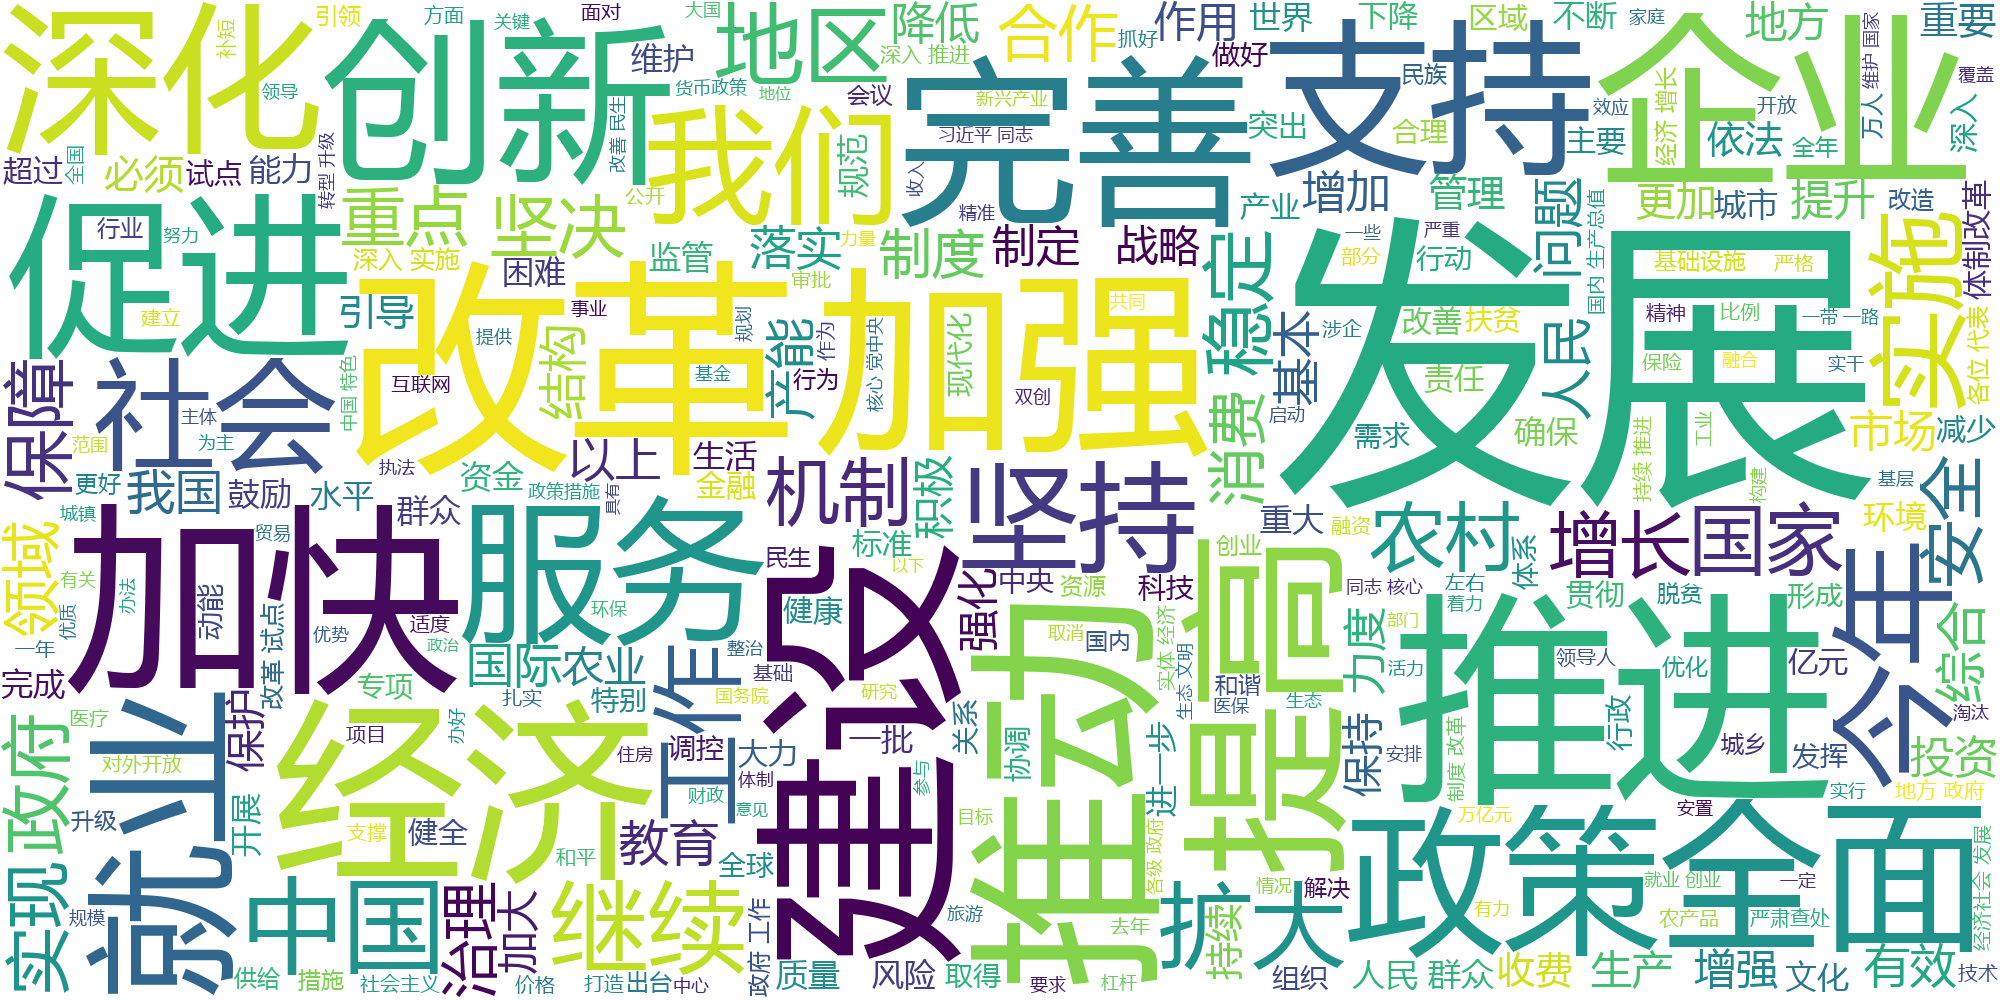 深化
创新
地区
降低
合作
作用
世界
下降
区域
不断
家庭
地方
重要
引领
方面
关键
面对
大国
补短
维护
深入 推进
抓好
做好
支持
企业
维护 国家
覆盖
领导
货币政策
地位
会议
完善
新兴产业
民族
效应
经济 增长
开放
万人
深入
改善 民生
我们
规范
习近平 同志
突出
合理
主要
依法
全年
超过
全国
必须
试点
能力
转型 升级
公开
收入
精准
增加
管理
问题
更加
城市
提升
改造
体制改革
促进
行业
努力
重点
坚决
监管
落实
力量
制度
制定
战略
产业
稳定
一些
严重
部分
行动
国内 生产总值
基础设施
严格
实施
深入 实施
困难
审批
建立
引导
改革
事业
提供
规划
加强
共同
发展
精神
比例
一带 一路
涉企
改善
扶贫
人民
保障
社会
中国 特色
结构
产能
作为
核心 党中央
现代化
基本
保险
融合
实干
各位 代表
互联网
基金
行为
双创
责任
主体
为主
范围
启动
消费
需求
确保
持续 推进
工业
市场
减少
更好
我国
鼓励
水平
执法
资金
以上
生活
政策措施
具有
金融
机制
积极
坚持
构建
基层
安全
城镇
群众
加快
服务
贸易
标准
重大
融资
农村
增长
国家
环境
领域
有关
办法
优质
动能
试点 改革
优势
适度
政治
环保
民生
健康
以下
建设
强化
中央
资源
科技
创业
提高
同志 核心
左右
着力
体系
贯彻
脱贫
形成
今年
一年
完成
国际
农业
整治
基础
国务院
研究
取消
国内
实体 经济
生态 文明
和谐
医保
生态
力度
部门
活力
推进
领导人
优化
亿元
综合
淘汰
政府
医疗
就业
保护
经济
项目
办好
扎实
特别
住房
工作
调控
大力
体制
财政
意见
一批
参与
关系
协调
推动
进一步
保持
安排
制度 改革
行政
城乡
发挥
投资
对外开放
升级
开展
支撑
健全
和平
教育
全球
目标
各级 政府
万亿元
安置
实行
地方 政府
实现
规模
中国
治理
加大
继续
政府 工作
旅游
去年
扩大
情况
解决
持续
政策
全面
就业 创业
一定
有力
农产品
严肃查处
经济社会 发展
供给
措施
社会主义
价格
打造
出台
中心
质量
风险
取得
要求
杠杆
组织
人民 群众
收费
生产
增强
文化
有效
技术